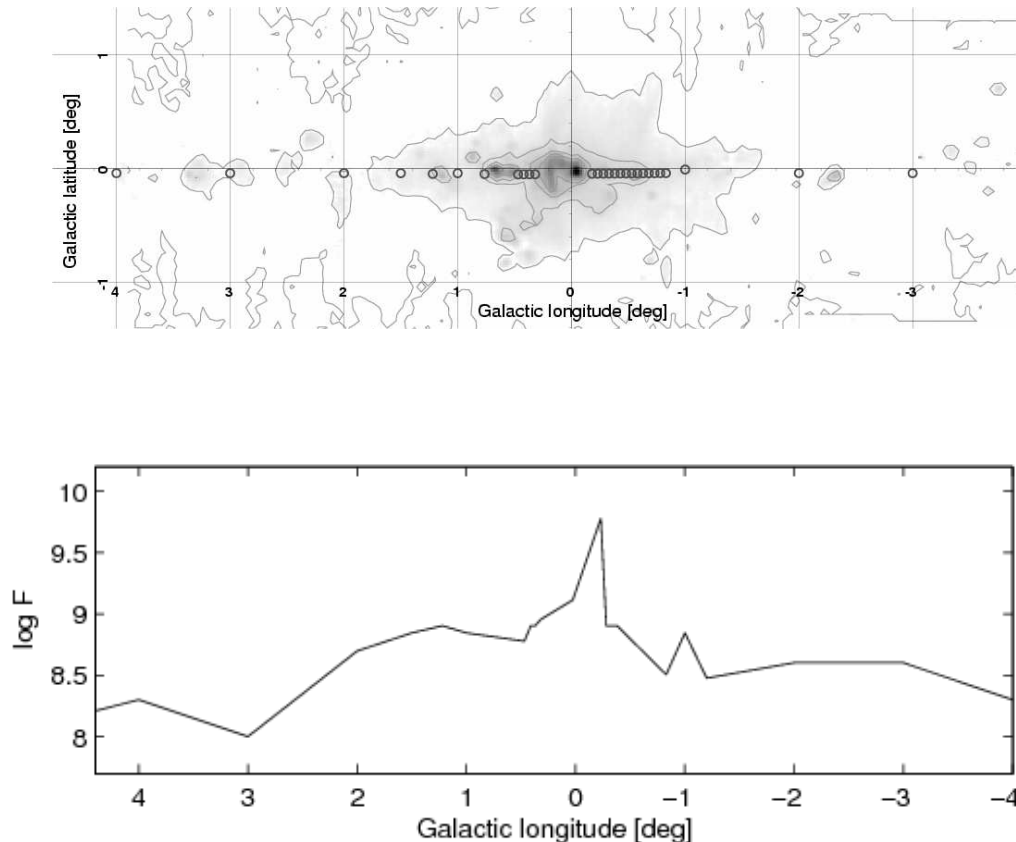 1
Galactic latitude [deg]
0
-1
4 3 2 1 0 -1 -2 -3
Galactic longitude [deg]
10
9.5
9
log F
8.5
8
4 3 2 1 0 −1 −2 −3 −4
Galactic longitude [deg]